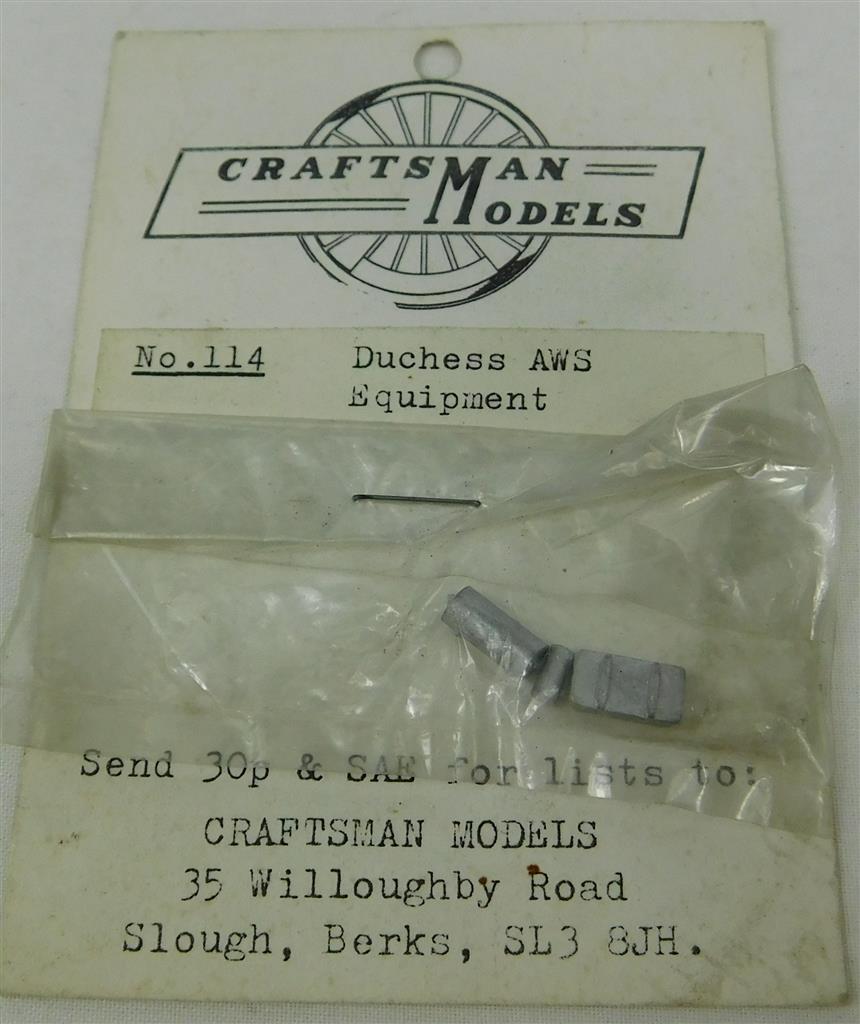 CRAFTSMAN
MODELS
No.114 Duchess AWS
Equipment
Send 30p & SAE for lists to:
CRAFTSMAN MODELS
35 Willoughby Road
Slough, Berks, SL3 8JH.